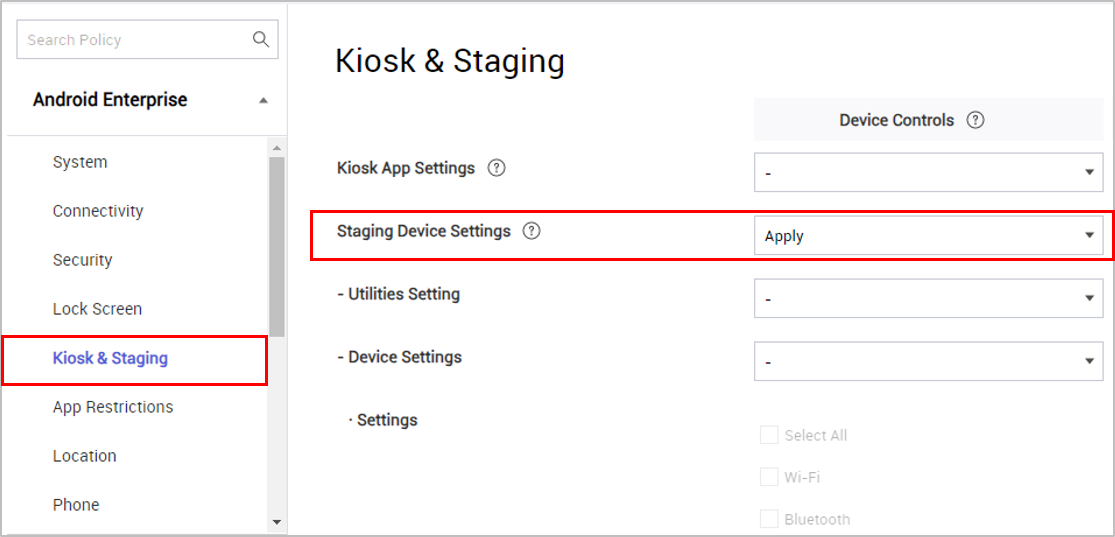 Search Policy
Android Enterprise
System
Connectivity
Security
Lock Screen
Kiosk & Staging
App Restrictions
Location
Phone
Kiosk & Staging
Device Controls ?
Kiosk App Settings ? -
Staging Device Settings ? Apply
- Utilities Setting -
- Device Settings -
· Settings
Select All
Wi-Fi
Bluetooth